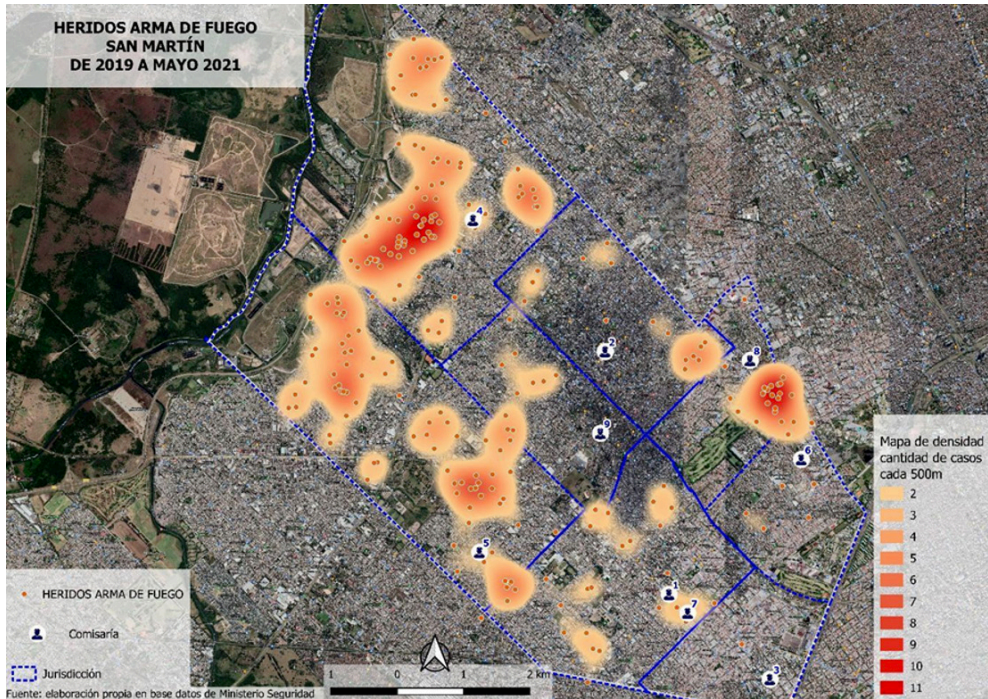 HERIDOS ARMA DE FUEGO
SAN MARTÍN
DE 2019 A MAYO 2021
4
2
8
9
6
5
1
7
3
Mapa de densidad
cantidad de casos
cada 500m
2
3
4
5
6
7
8
9
10
11
HERIDOS ARMA DE FUEGO
Comisaría
Jurisdicción
Fuente: elaboración propia en base datos de Ministerio Seguridad
1 0 1 2 km